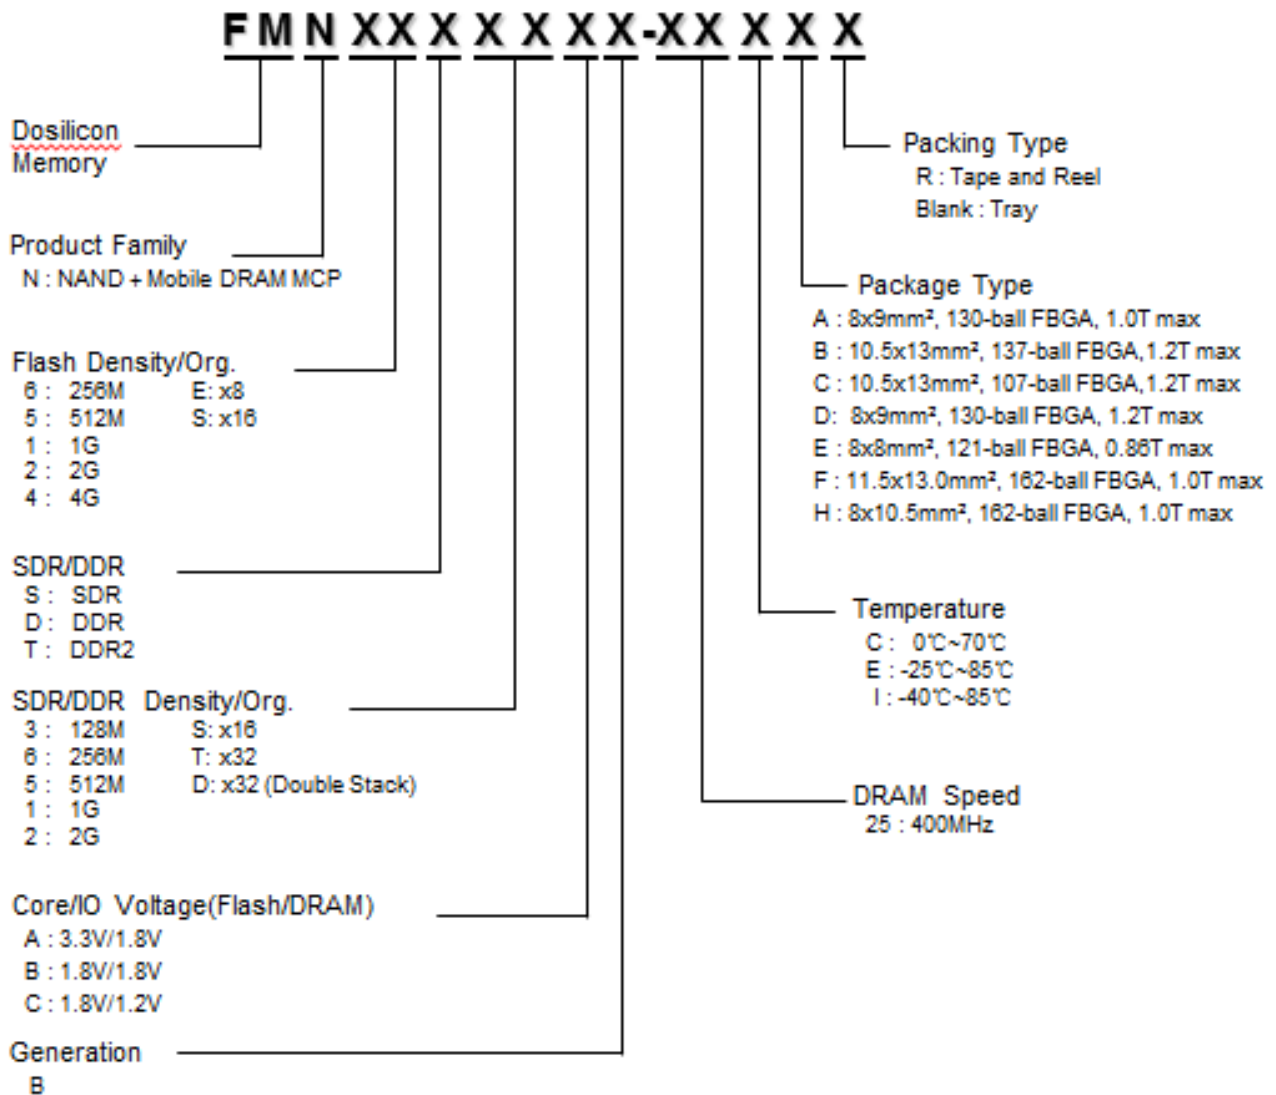 FMN XX X X X X X-XX X X X
Dosilicon
Memory
Product Family
N : NAND + Mobile DRAM MCP
Flash Density/Org.
6 : 256M E: x8
5 : 512M S: x16
1 : 1G
2 : 2G
4 : 4G
SDR/DDR
S : SDR
D : DDR
T : DDR2
SDR/DDR Density/Org.
3 : 128M S: x16
6 : 256M T: x32
5 : 512M D: x32 (Double Stack)
1 : 1G
2 : 2G
Core/IO Voltage(Flash/DRAM)
A : 3.3V/1.8V
B : 1.8V/1.8V
C : 1.8V/1.2V
Generation
B
Packing Type
R : Tape and Reel
Blank : Tray
Package Type
A : 8x9mm², 130-ball FBGA, 1.0T max
B : 10.5x13mm², 137-ball FBGA,1.2T max
C : 10.5x13mm², 107-ball FBGA,1.2T max
D: 8x9mm², 130-ball FBGA, 1.2T max
E : 8x8mm², 121-ball FBGA, 0.86T max
F : 11.5x13.0mm², 162-ball FBGA, 1.0T max
H : 8x10.5mm², 162-ball FBGA, 1.0T max
Temperature
C : 0℃~70℃
E : -25℃~85℃
I : -40℃~85℃
DRAM Speed
25 : 400MHz